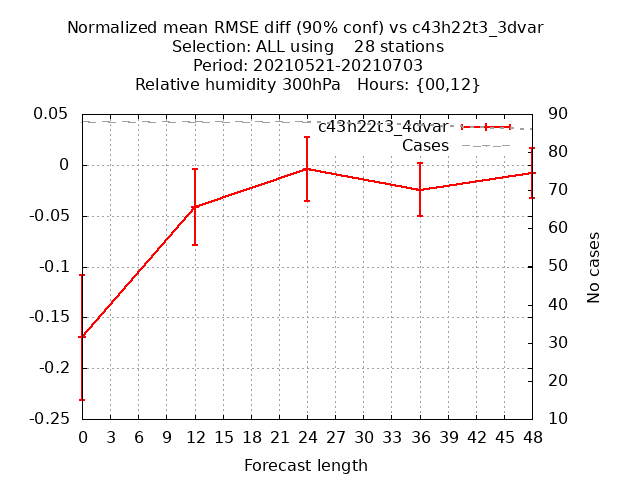 Normalized mean RMSE diff (90% conf) vs c43h22t3_3dvar
Selection: ALL using    28 stations
Period: 20210521-20210703
Relative humidity 300hPa   Hours: {00,12}
0.05
0
-0.05
-0.1
-0.15
-0.2
-0.25
c43h22t3_4dvar
Cases
90
80
70
60
50
40
30
20
10
No cases
0 3 6 9 12 15 18 21 24 27 30 33 36 39 42 45 48
Forecast length